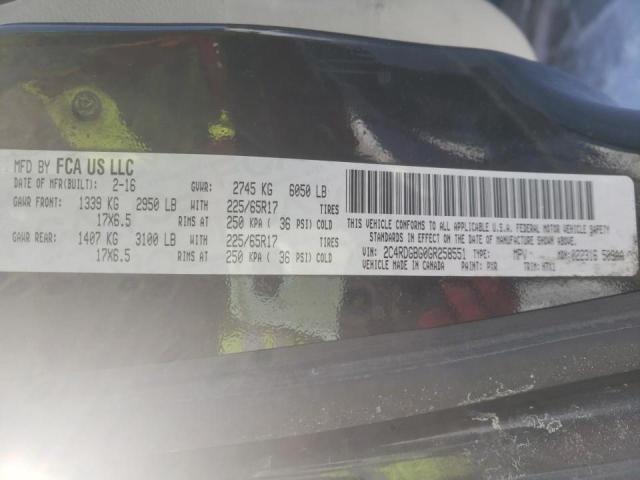 MFD BY FCA US LLC
DATE OF MFR(BUILT): 2-16 GVWR: 2745 KG 6050 LB
GAWR FRONT: 1339 KG 2950 LB WITH 225/65R17 TIRES
17X6.5 RIMS AT 250 KPA ( 36 PSI) COLD
GAWR REAR: 1407 KG 3100 LB WITH 225/65R17 TIRES
17X6.5 RIMS AT 250 KPA ( 36 PSI) COLD
THIS VEHICLE CONFORMS TO ALL APPLICABLE U.S.A. FEDERAL MOTOR VEHICLE SAFETY
STANDARDS IN EFFECT ON THE DATE OF MANUFACTURE SHOWN ABOVE.
VIN: 2C4RDGBG0GR258551 TYPE: MPV MDH: 022316
VEHICLE MADE IN CANADA PAINT: PXR TRIM: